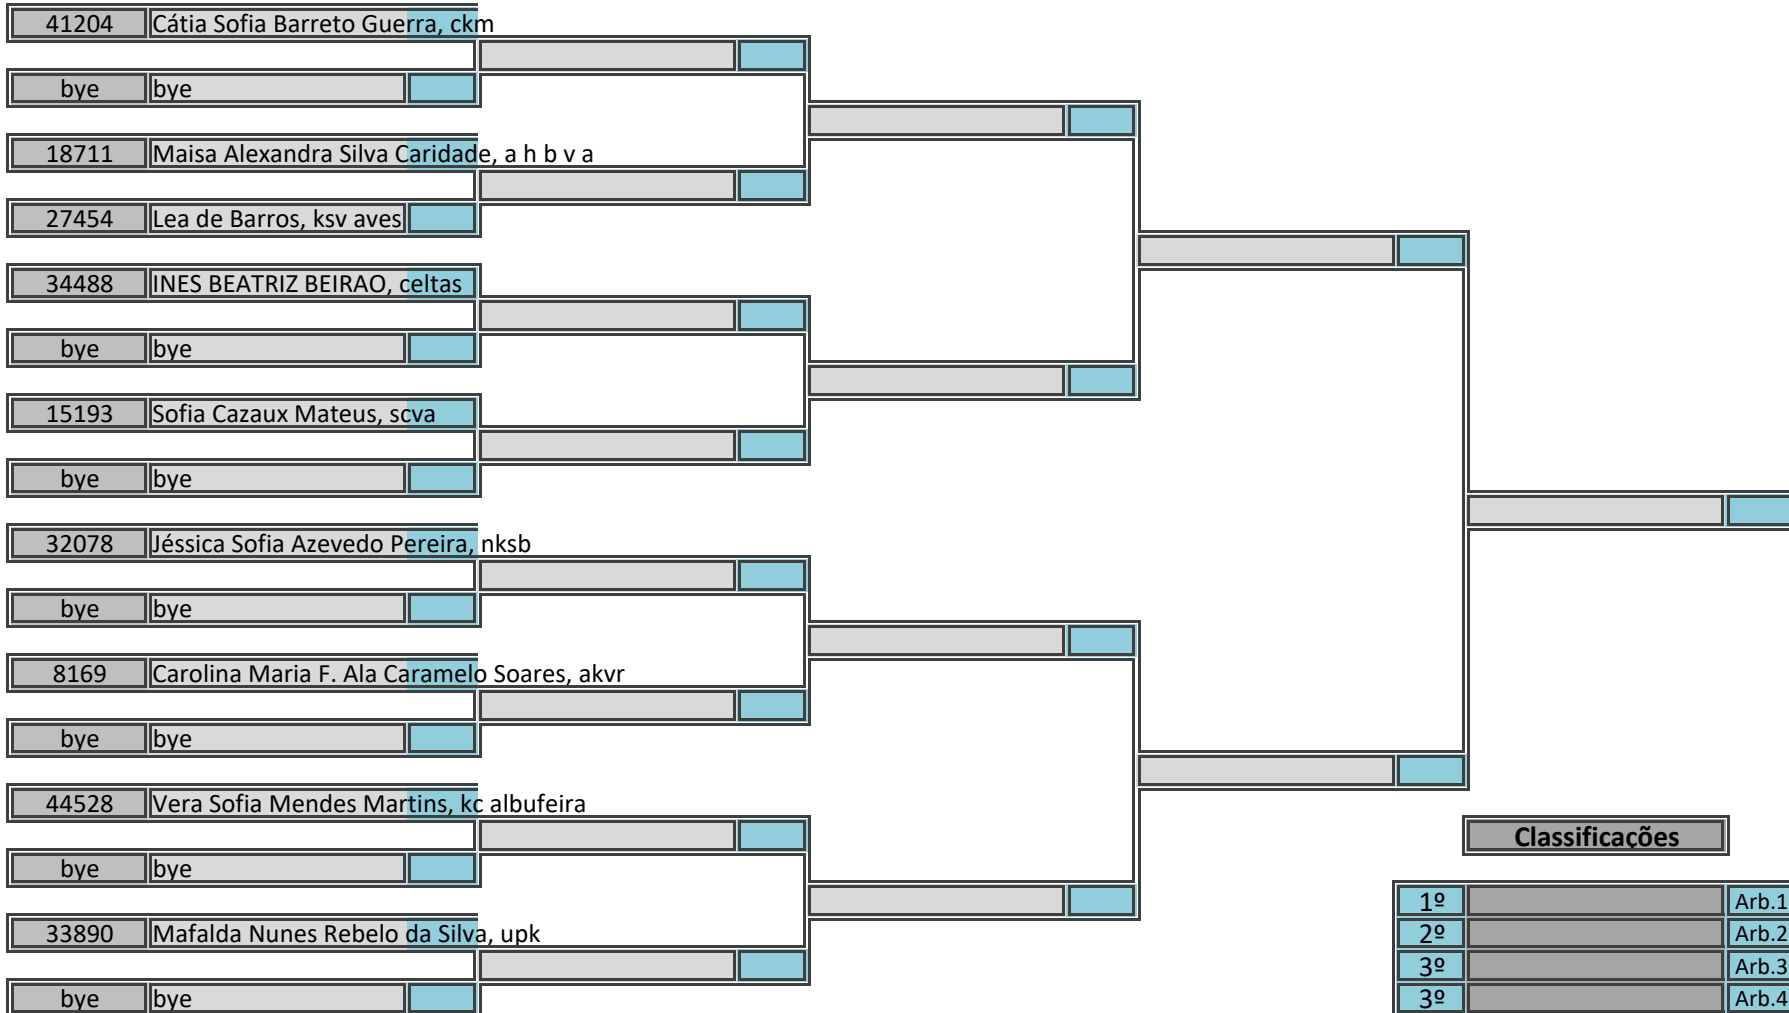 41204 Cátia Sofia Barreto Guerra, ckm
bye bye
18711 Maisa Alexandra Silva Caridade, a h b v a
27454 Lea de Barros, ksv aves
34488 INES BEATRIZ BEIRAO, celtas
bye bye
15193 Sofia Cazaux Mateus, scva
bye bye
32078 Jéssica Sofia Azevedo Pereira, nksb
bye bye
8169 Carolina Maria F. Ala Caramelo Soares, akvr
bye bye
44528 Vera Sofia Mendes Martins, kc albufeira
bye bye
33890 Mafalda Nunes Rebelo da Silva, upk
bye bye
Classificações
1º Arb.1
2º Arb.2
3º Arb.3
3º Arb.4